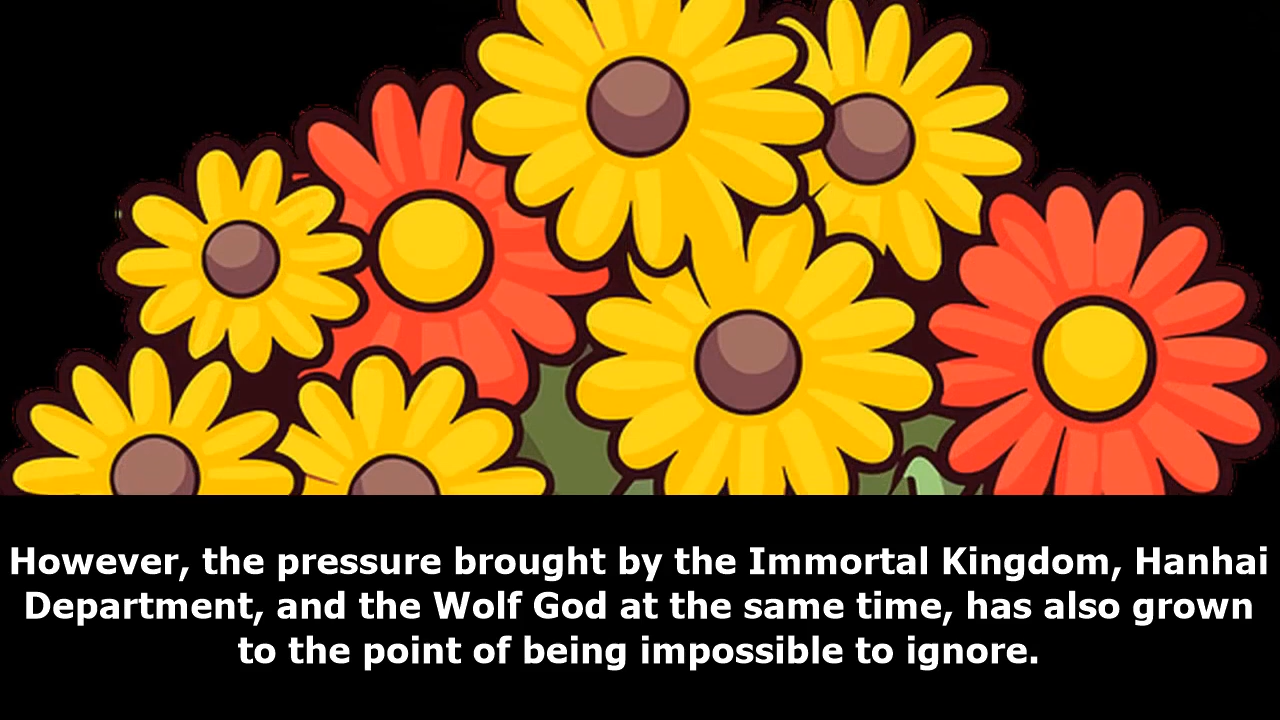 However, the pressure brought by the Immortal Kingdom, Hanhai
Department, and the Wolf God at the same time, has also grown
to the point of being impossible to ignore.